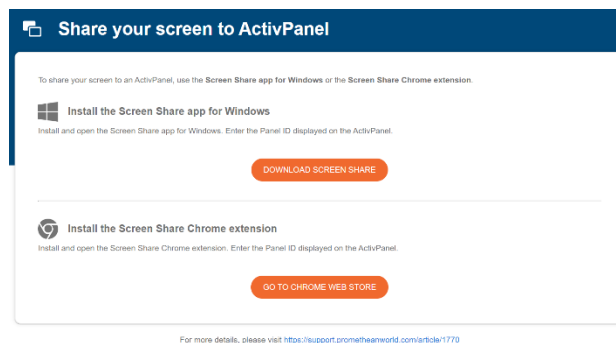 Share your screen to ActivPanel
To share your screen to an ActivPanel, use the Screen Share app for Windows or the Screen Share Chrome extension.
Install the Screen Share app for Windows
Install and open the Screen Share app for Windows. Enter the Panel ID displayed on the ActivPanel.
DOWNLOAD SCREEN SHARE
Install the Screen Share Chrome extension
Install and open the Screen Share Chrome extension. Enter the Panel ID displayed on the ActivPanel.
GO TO CHROME WEB STORE
For more details, please visit https://support.prometheanworld.com/article/1770